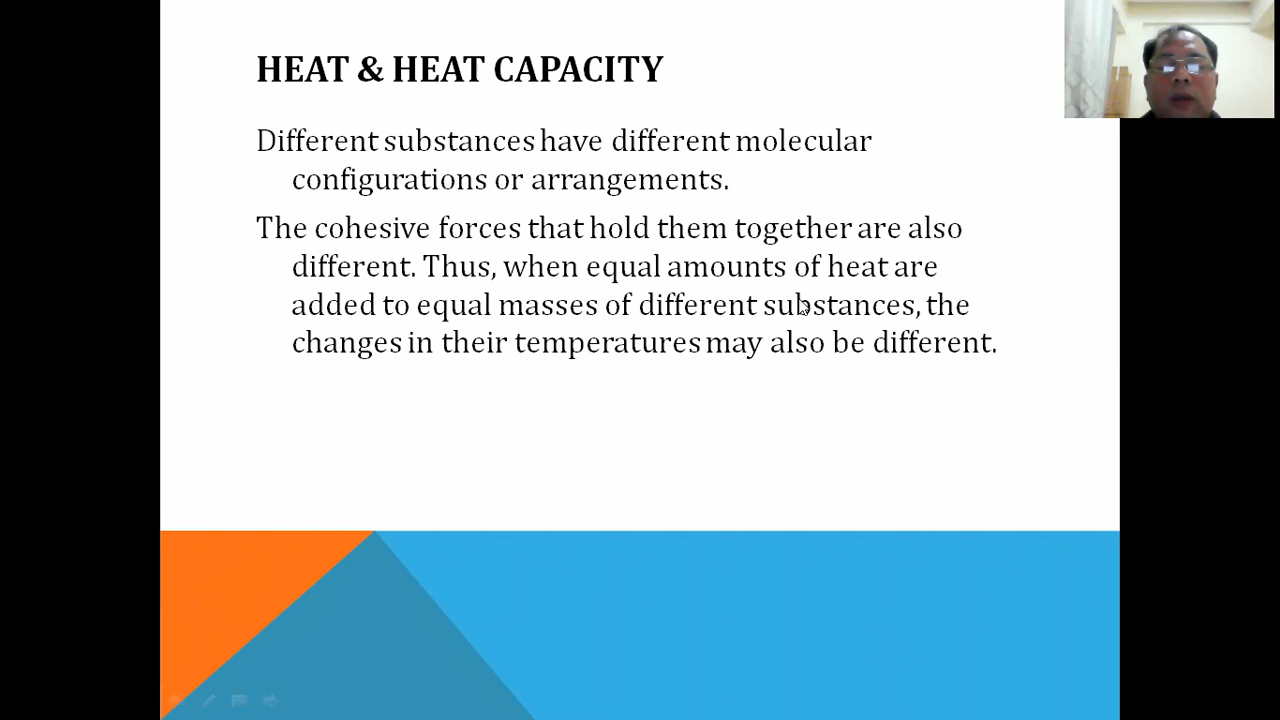 HEAT & HEAT CAPACITY
Different substances have different molecular
configurations or arrangements.
The cohesive forces that hold them together are also
different. Thus, when equal amounts of heat are
added to equal masses of different substances, the
changes in their temperatures may also be different.